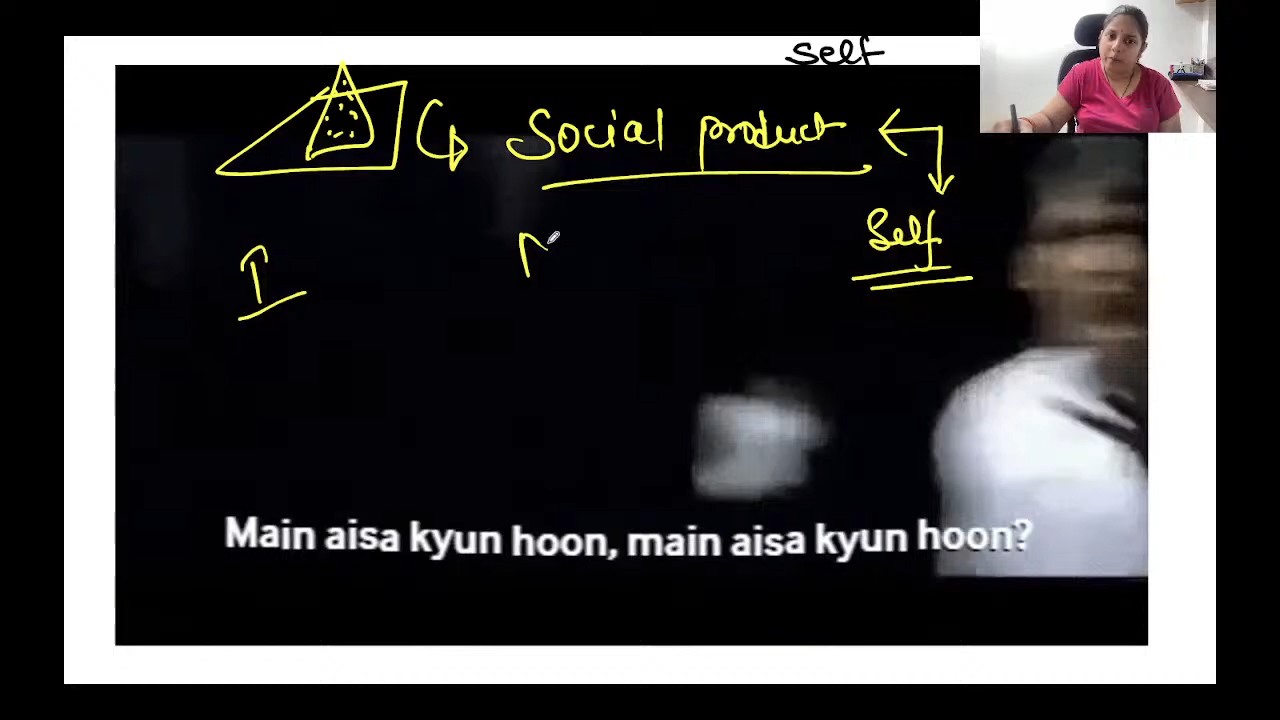 self
Social product
Self
I
Main aisa kyun hoon, main aisa kyun hoon?